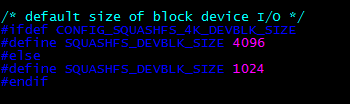 /* default size of block device I/O */
#ifdef CONFIG_SQUASHFS_4K_DEVBLK_SIZE
#define SQUASHFS_DEVBLK_SIZE 4096
#else
#define SQUASHFS_DEVBLK_SIZE 1024
#endif